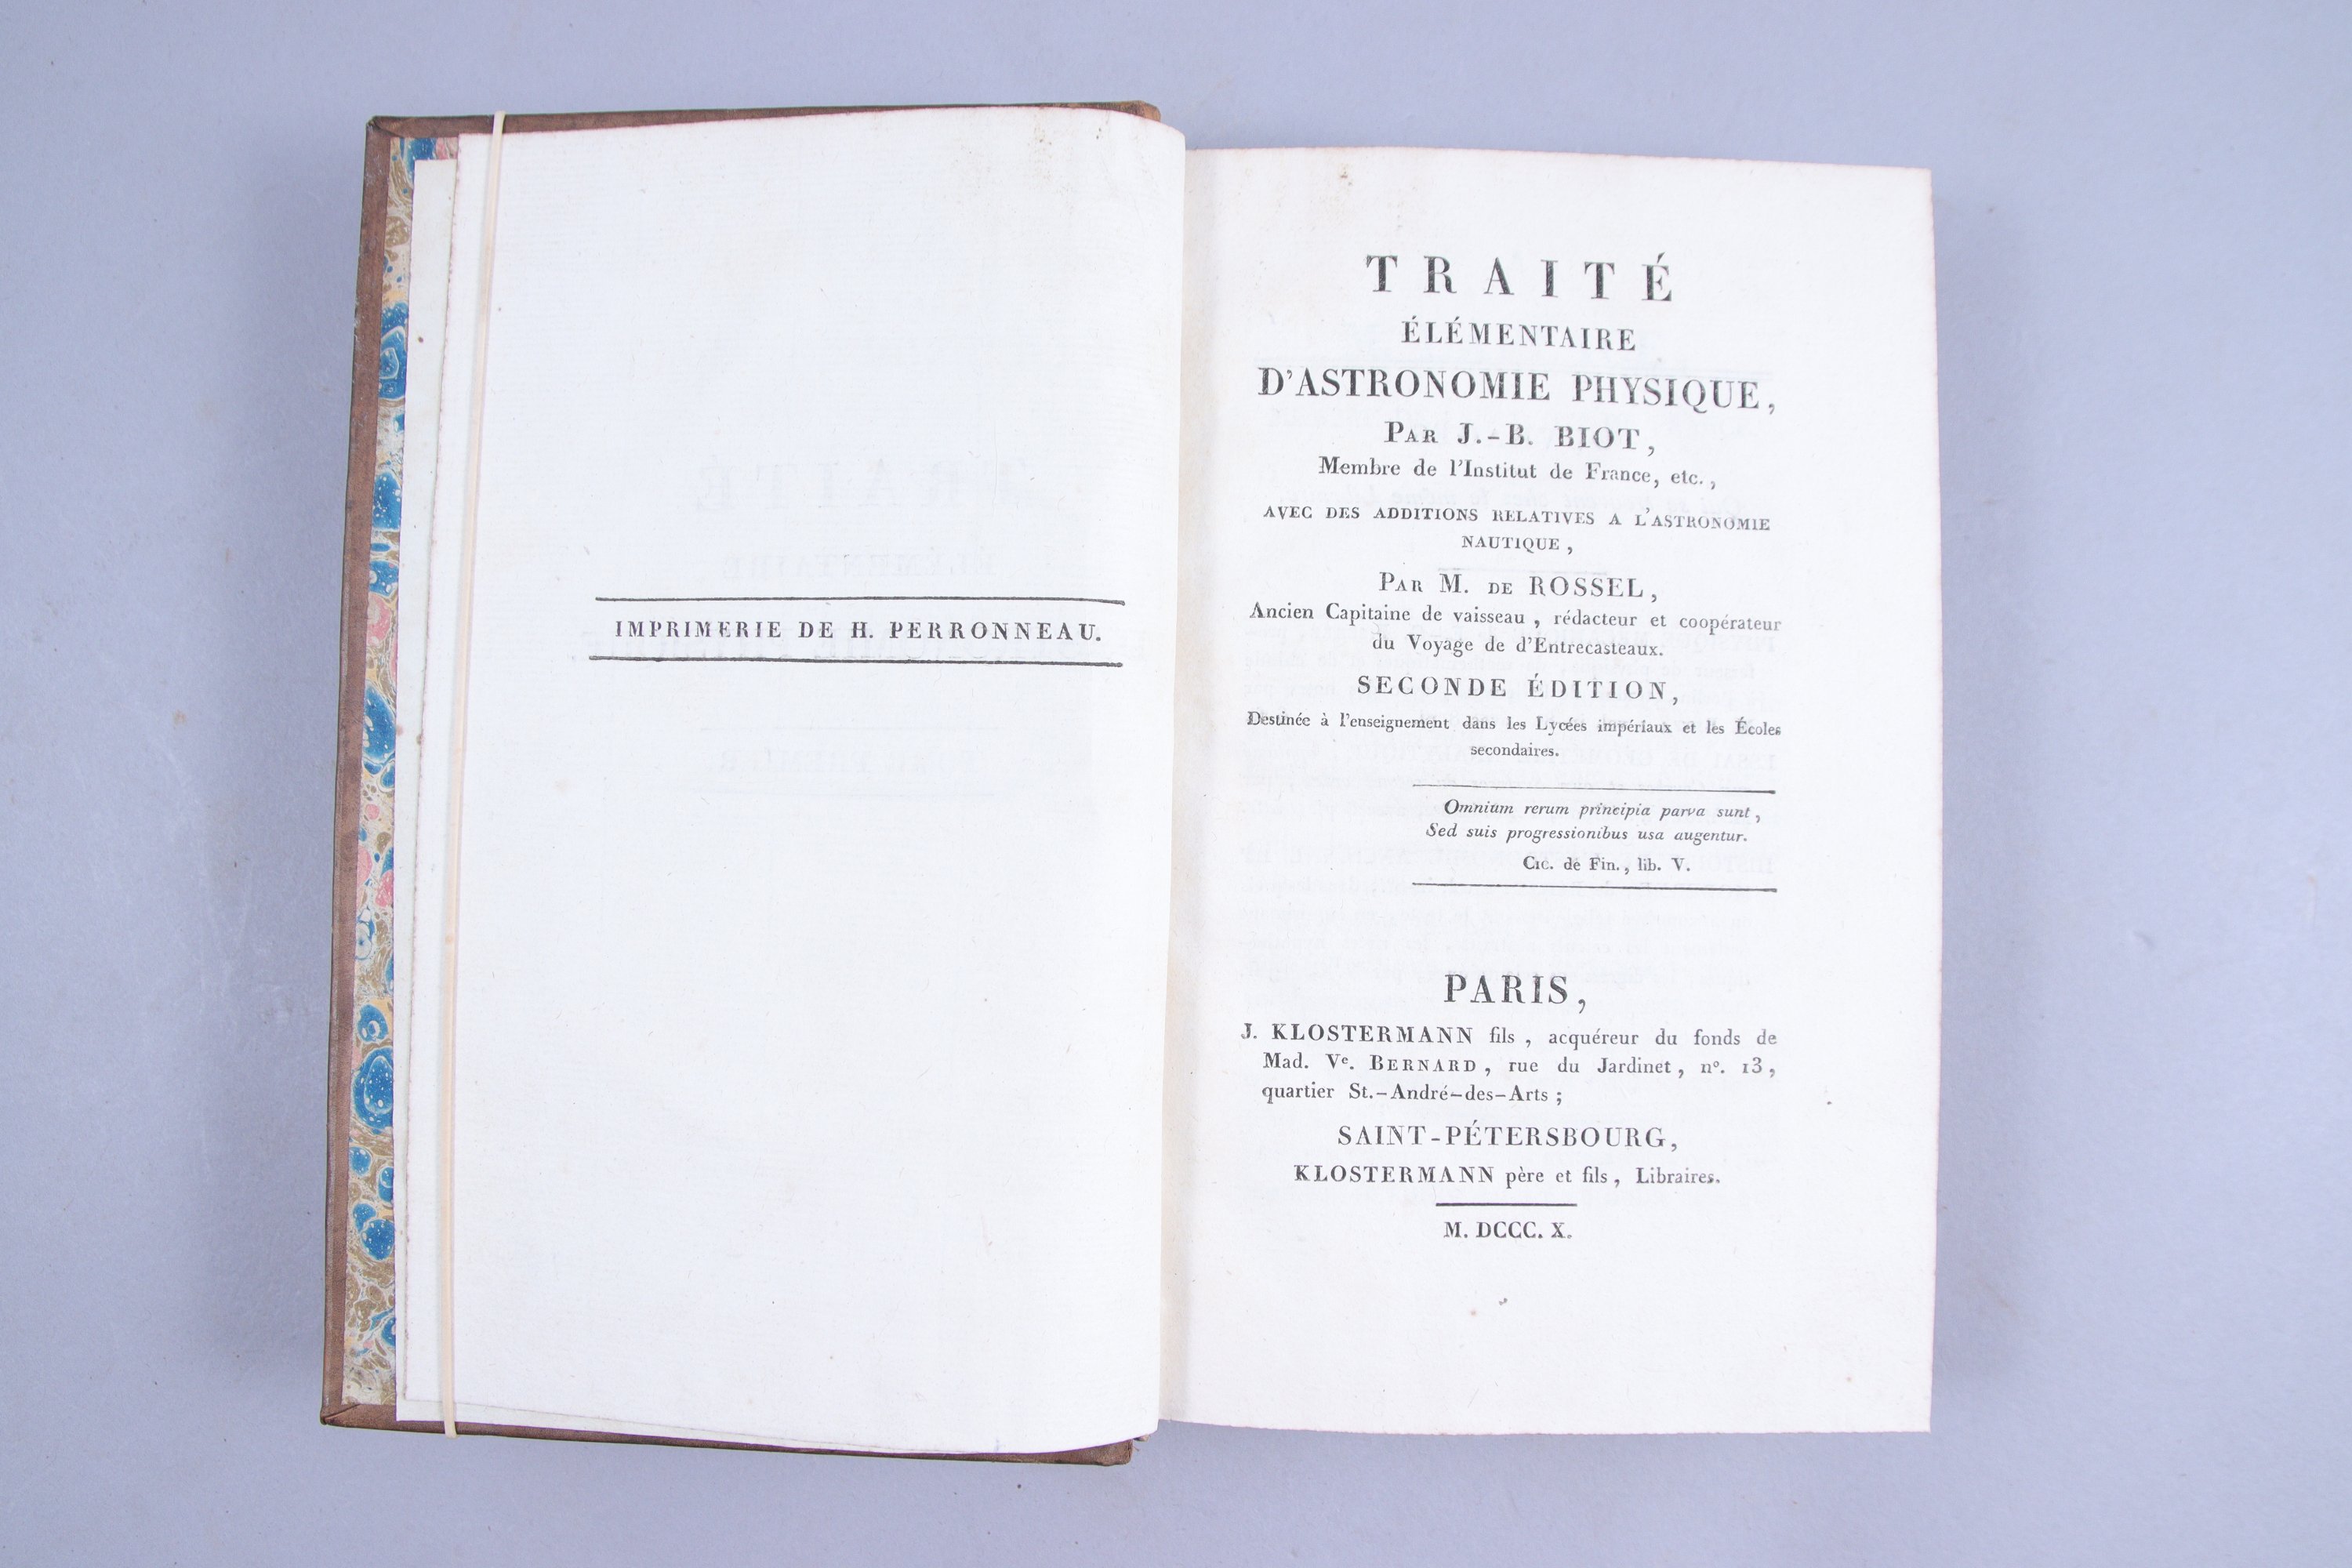 IMPRIMERIE DE H. PERRONNEAU.
TRAITÉ
ÉLÉMENTAIRE
D'ASTRONOMIE PHYSIQUE,
PAR J.-B. BIOT,
Membre de l'Institut de France, etc.,
AVEC DES ADDITIONS RELATIVES A L'ASTRONOMIE
NAUTIQUE,
PAR M. DE ROSSEL,
Ancien Capitaine de vaisseau, rédacteur et coopérateur
du Voyage de d'Entrecasteaux.
SECONDE ÉDITION,
Destinée à l'enseignement dans les Lycées impériaux et les Écoles
secondaires.
Omnium rerum principia parva sunt,
Sed suis progressionibus usa augentur.
CIC. de Fin., lib. V.
PARIS,
J. KLOSTERMANN fils, acquéreur du fonds de
Mad. Ve. BERNARD, rue du Jardinet, n°. 13,
quartier St.-André-des-Arts;
SAINT-PÉTERSBOURG,
KLOSTERMANN père et fils, Libraires.
M. DCCC. X.